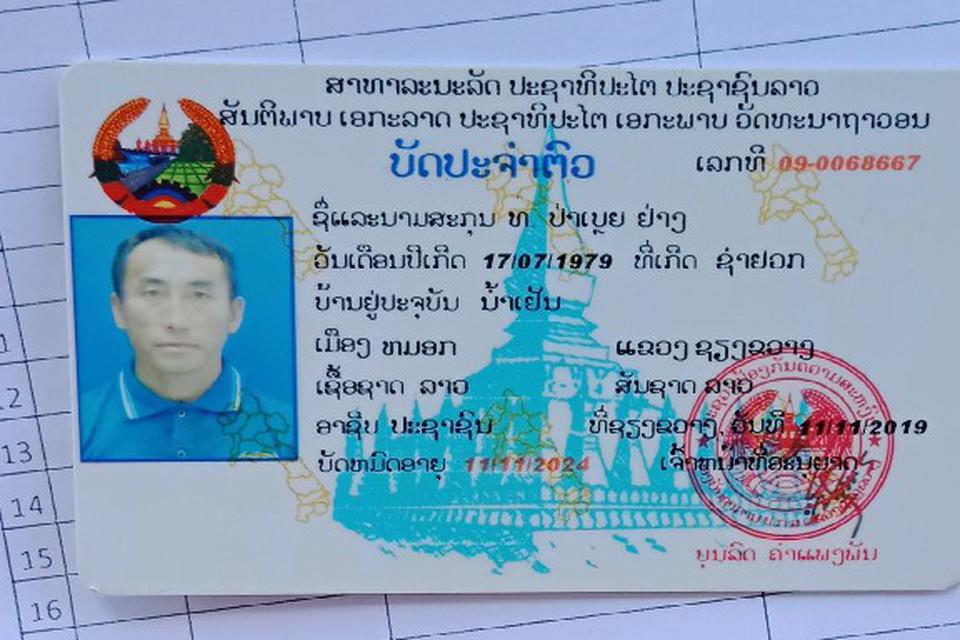 ສາທາລະນະລັດ ປະຊາທິປະໄຕ ປະຊາຊົນລາວ
ສັນຕິພາບ ເອກະລາດ ປະຊາທິປະໄຕ ເອກະພາບ ວັດທະນາຖາວອນ
ບັດປະຈຳຕົວ ເລກທີ 09-0068667
ຊື່ແລະນາມສະກຸນ ທ. ປ່າເຫຼຍ ຢ່າງ
ວັນເດືອນປີເກີດ 17/07/1979 ທີ່ເກີດ ຊຳຢວກ
ບ້ານຢູ່ປະຈຸບັນ ນ້ຳເຢັນ
ເມືອງ ຫມອກ ແຂວງ ຊຽງຂວາງ
ເຊື້ອຊາດ ລາວ ສັນຊາດ ລາວ
ອາຊີບ ປະຊາຊົນ ທີ່ຊຽງຂວາງ, ວັນທີ 11/11/2019
ບັດຫມົດອາຍຸ 11/11/2024 ເຈົ້າຫນ້າທີ່ອະນຸຍາດ
ບຸນລິດ ຄຳແພງພັນ
1
12
13
14
15
16